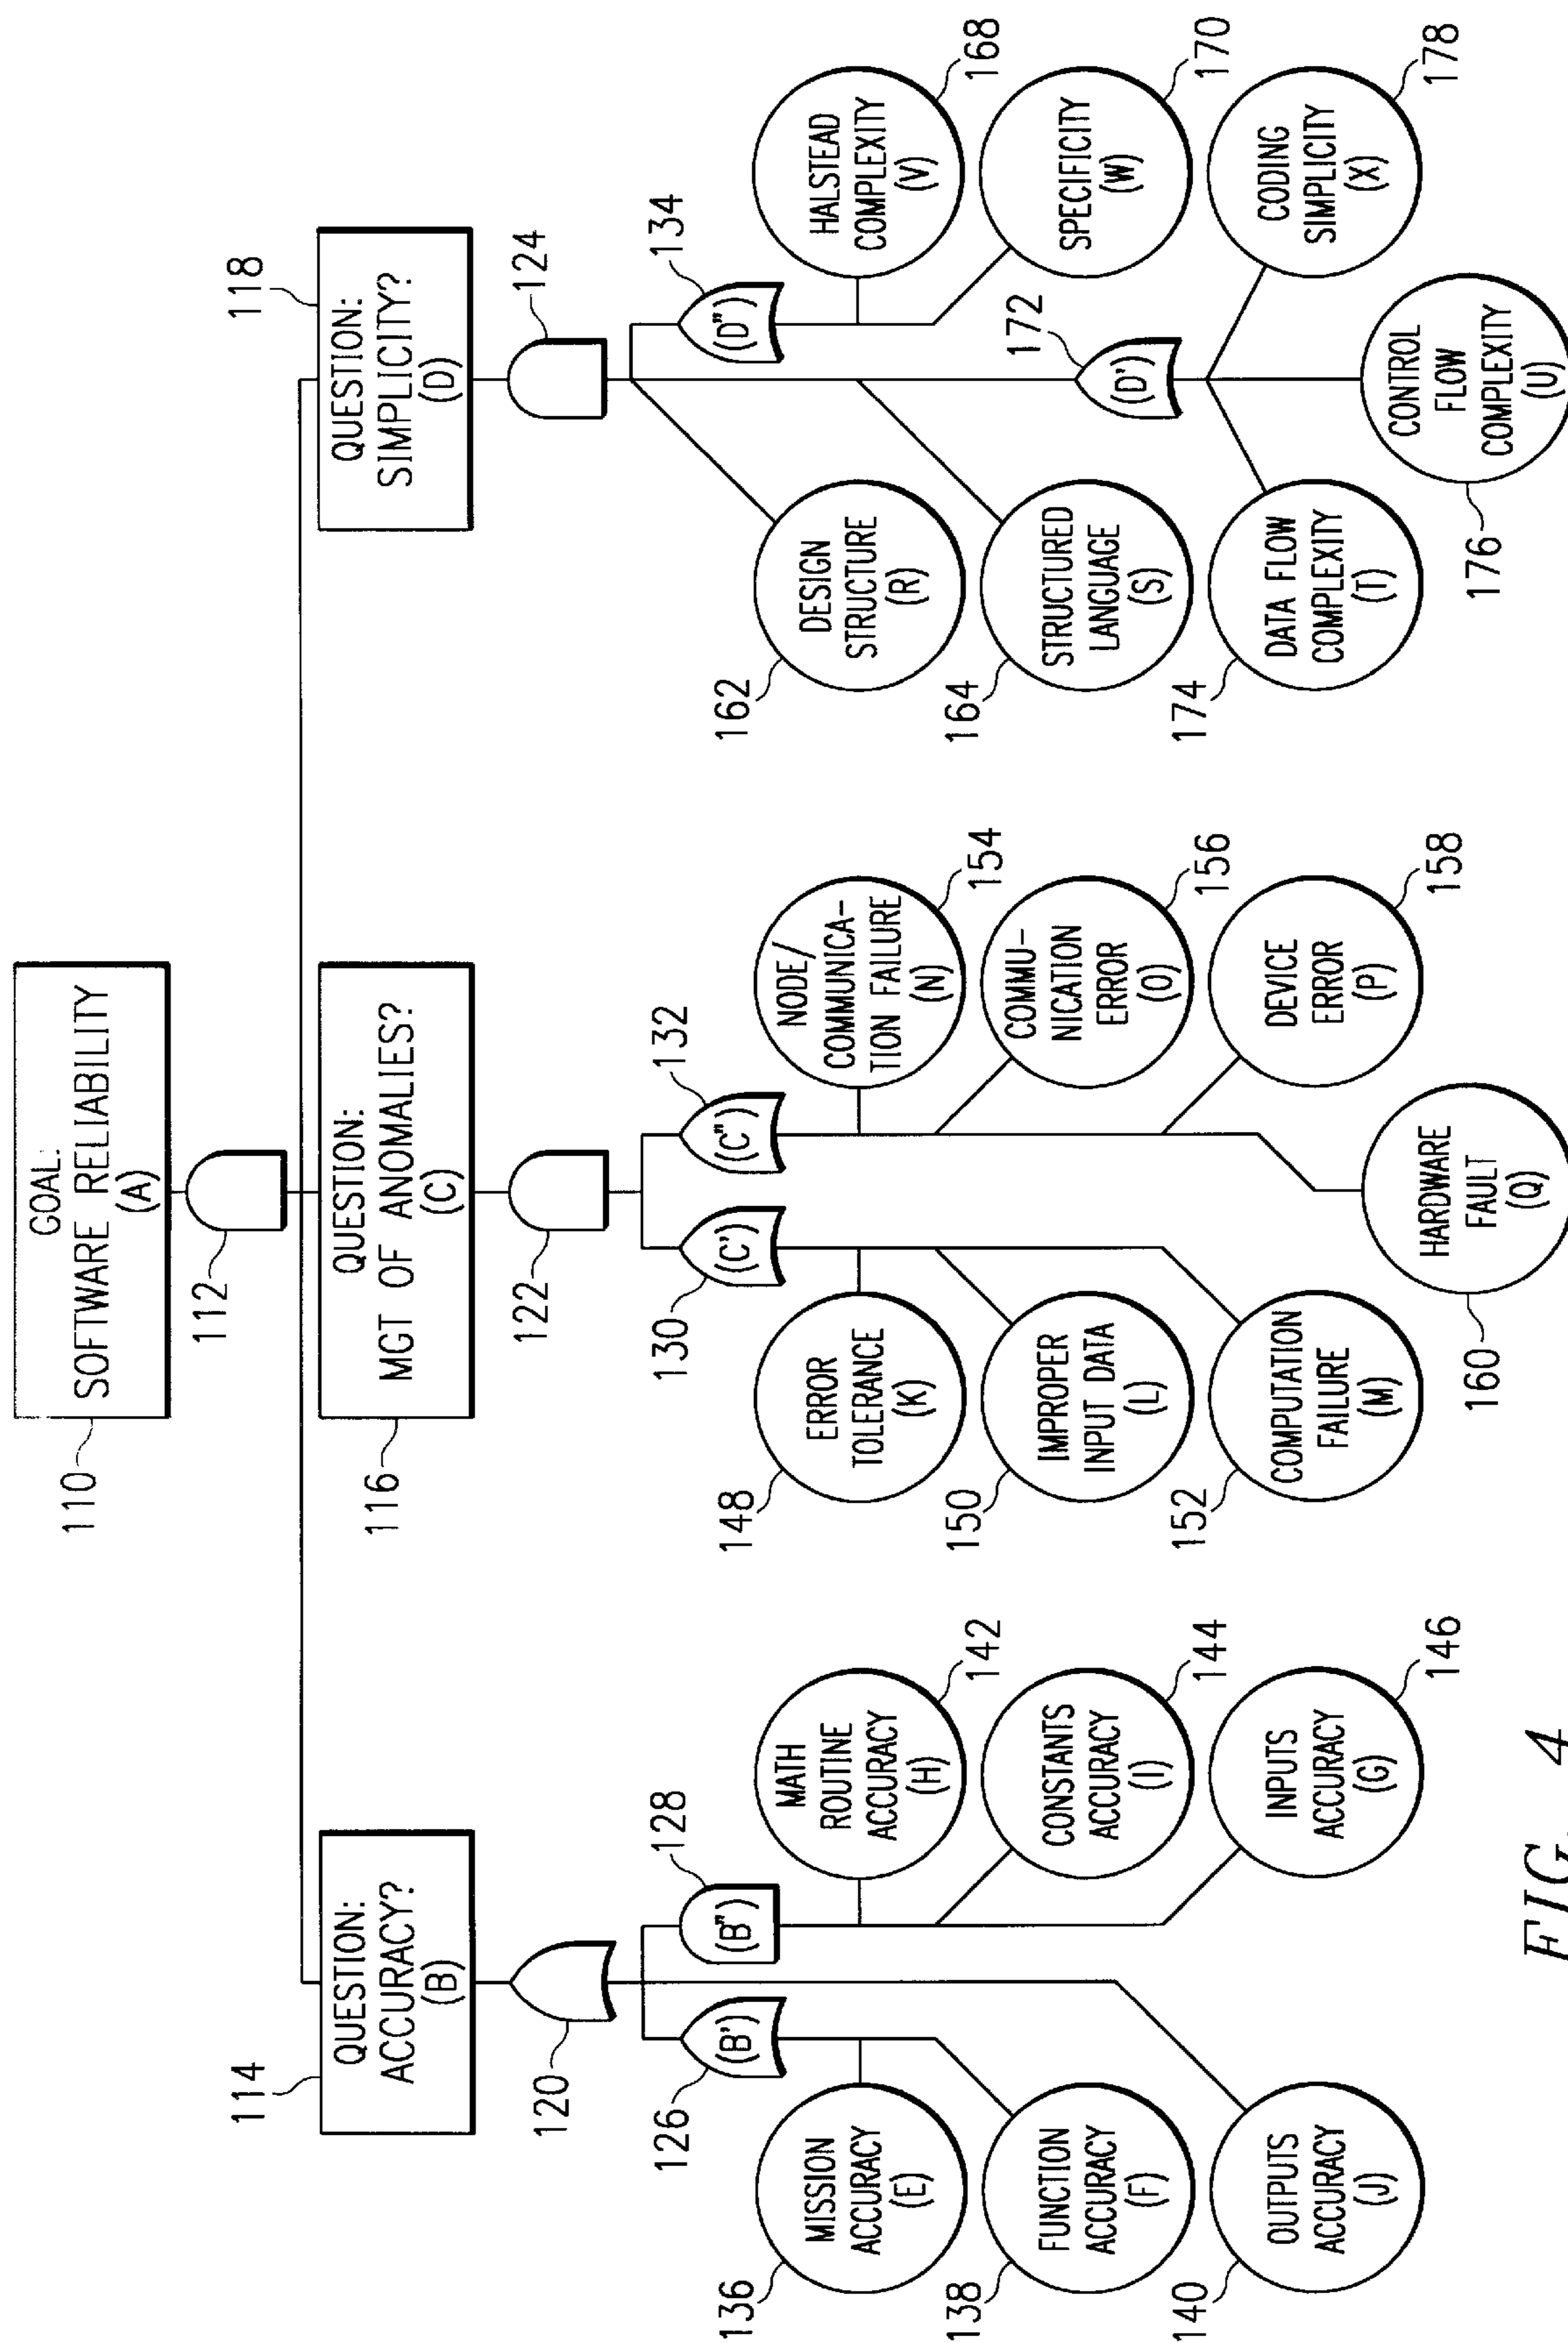 GOAL:
SOFTWARE RELIABILITY
(A)
110
112
QUESTION:
ACCURACY?
(B)
114
QUESTION:
MGT OF ANOMALIES?
(C)
116
QUESTION:
SIMPLICITY?
(D)
118
120
122
124
(B')
126
(B")
128
(C')
130
(C")
132
(D")
134
MISSION
ACCURACY
(E)
136
FUNCTION
ACCURACY
(F)
138
OUTPUTS
ACCURACY
(J)
140
MATH
ROUTINE
ACCURACY
(H)
142
CONSTANTS
ACCURACY
(I)
144
INPUTS
ACCURACY
(G)
146
ERROR
TOLERANCE
(K)
148
IMPROPER
INPUT DATA
(L)
150
COMPUTATION
FAILURE
(M)
152
NODE/
COMMUNICA-
TION FAILURE
(N)
154
COMMU-
NICATION
ERROR
(O)
156
DEVICE
ERROR
(P)
158
HARDWARE
FAULT
(Q)
160
DESIGN
STRUCTURE
(R)
162
STRUCTURED
LANGUAGE
(S)
164
HALSTEAD
COMPLEXITY
(V)
168
SPECIFICITY
(W)
170
(D')
172
DATA FLOW
COMPLEXITY
(T)
174
CONTROL
FLOW
COMPLEXITY
(U)
176
CODING
SIMPLICITY
(X)
178
FIG. 4